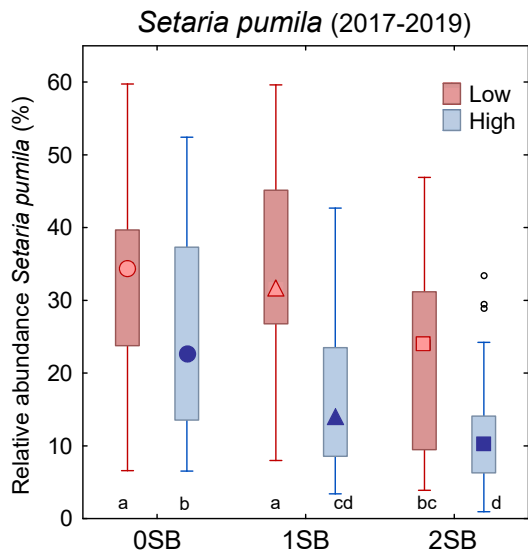 Setaria pumila (2017-2019)
Relative abundance Setaria pumila (%)
60
50
40
30
20
10
0
Low
High
a b a cd bc d
0SB 1SB 2SB